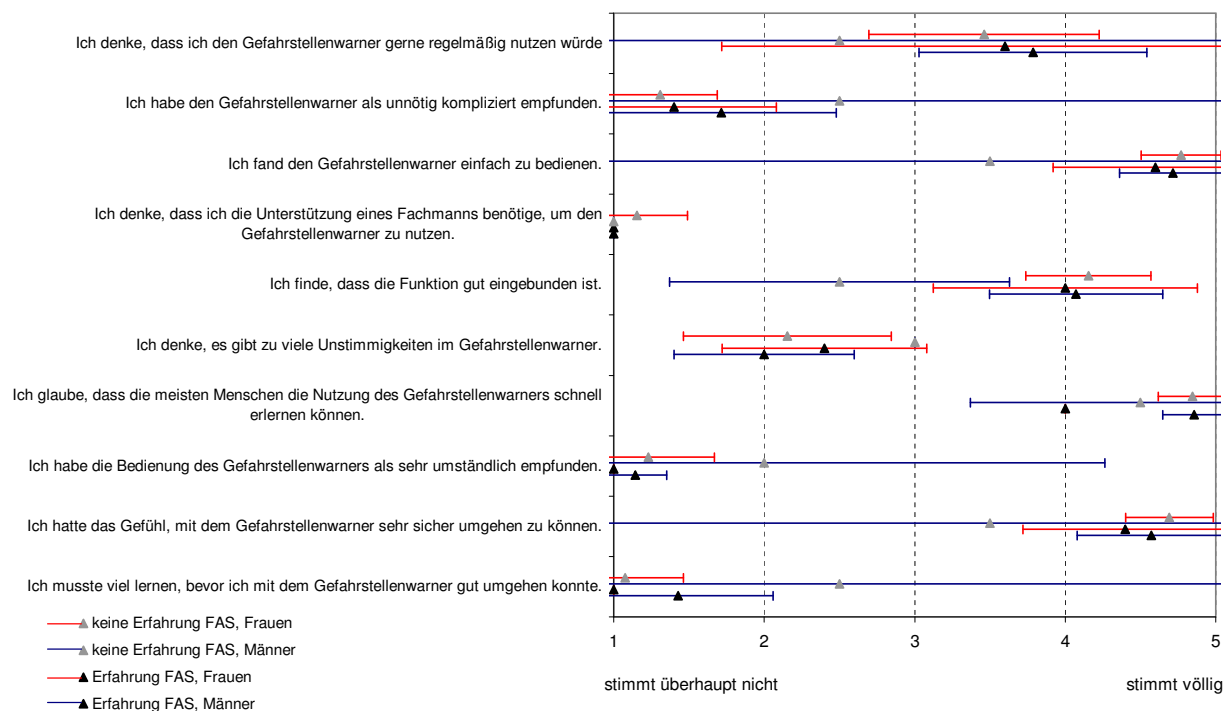 Ich denke, dass ich den Gefahrstellenwarner gerne regelmäßig nutzen würde
Ich habe den Gefahrstellenwarner als unnötig kompliziert empfunden.
Ich fand den Gefahrstellenwarner einfach zu bedienen.
Ich denke, dass ich die Unterstützung eines Fachmanns benötige, um den
Gefahrstellenwarner zu nutzen.
Ich finde, dass die Funktion gut eingebunden ist.
Ich denke, es gibt zu viele Unstimmigkeiten im Gefahrstellenwarner.
Ich glaube, dass die meisten Menschen die Nutzung des Gefahrstellenwarners schnell
erlernen können.
Ich habe die Bedienung des Gefahrstellenwarners als sehr umständlich empfunden.
Ich hatte das Gefühl, mit dem Gefahrstellenwarner sehr sicher umgehen zu können.
Ich musste viel lernen, bevor ich mit dem Gefahrstellenwarner gut umgehen konnte.
keine Erfahrung FAS, Frauen
keine Erfahrung FAS, Männer
Erfahrung FAS, Frauen
Erfahrung FAS, Männer
1 2 3 4 5
stimmt überhaupt nicht stimmt völlig